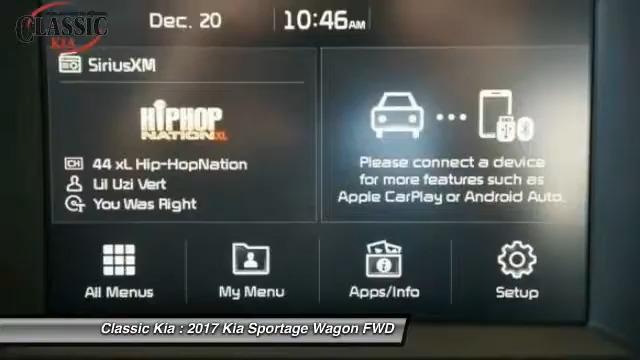 CLASSIC
KIA
Dec. 20
10:46AM
SiriusXM
HIPHOP
NATION XL
CH 44 xL Hip-HopNation
Lil Uzi Vert
You Was Right
Please connect a device
for more features such as
Apple CarPlay or Android Auto.
All Menus
My Menu
Apps/Info
Setup
Classic Kia : 2017 Kia Sportage Wagon FWD